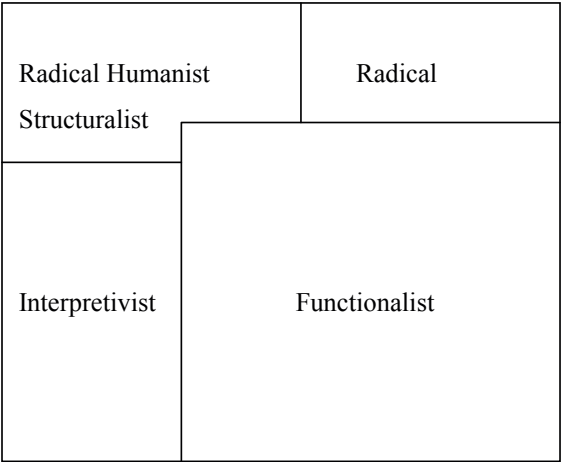 Radical Humanist Radical
Structuralist
Interpretivist Functionalist